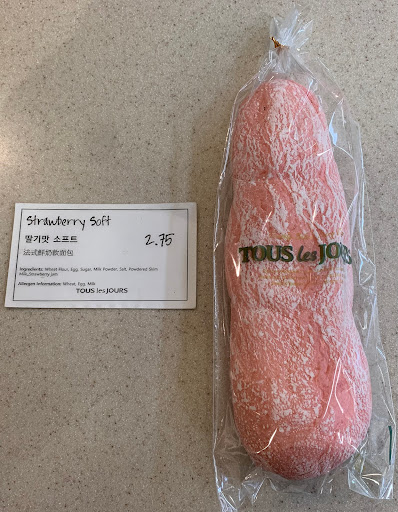 Strawberry Soft
딸기맛 소프트
2.75
法式鮮奶軟面包
Ingredients: Wheat Flour, Egg, Sugar, Milk Powder, Salt, Powdered Skim
Milk,Strawberry Jam
Allergen Information: Wheat, Egg, Milk
TOUS les JOURS
TOUS les JOURS